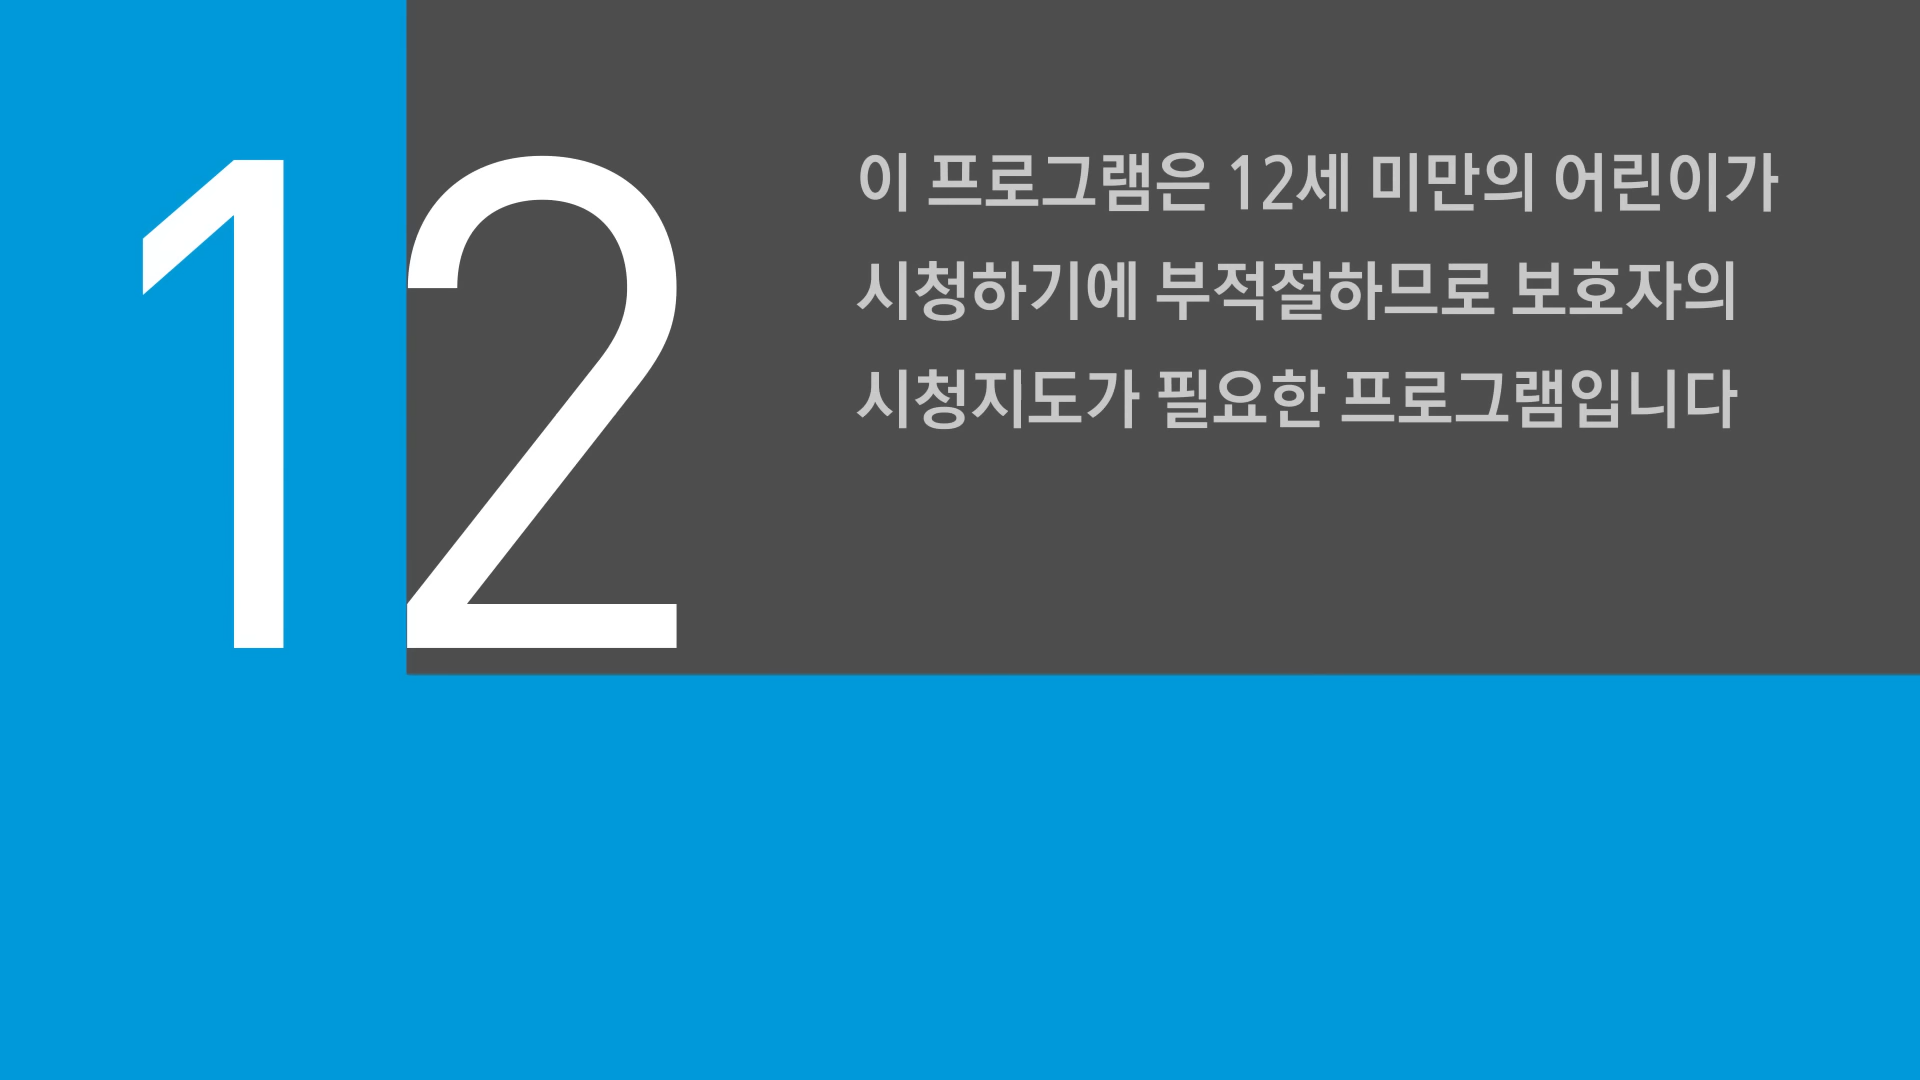 12
이 프로그램은 12세 미만의 어린이가
시청하기에 부적절하므로 보호자의
시청지도가 필요한 프로그램입니다